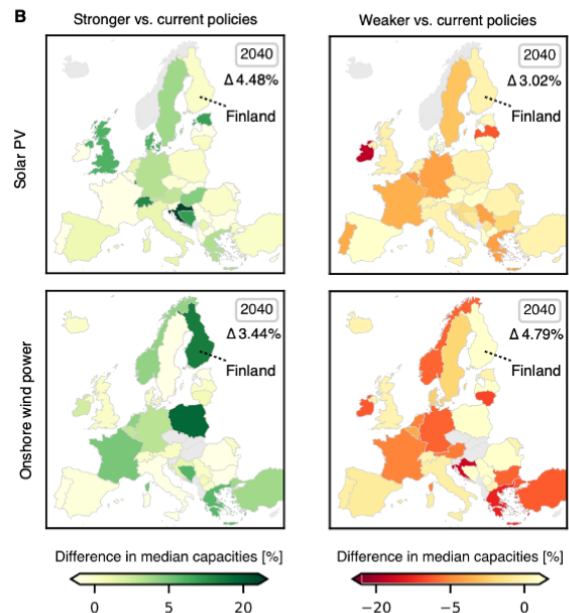 B
Stronger vs. current policies
Weaker vs. current policies
Solar PV
2040
Δ 4.48%
Finland
2040
Δ 3.02%
Finland
Onshore wind power
2040
Δ 3.44%
Finland
2040
Δ 4.79%
Finland
Difference in median capacities [%]
0 5 20
Difference in median capacities [%]
−20 −5 0